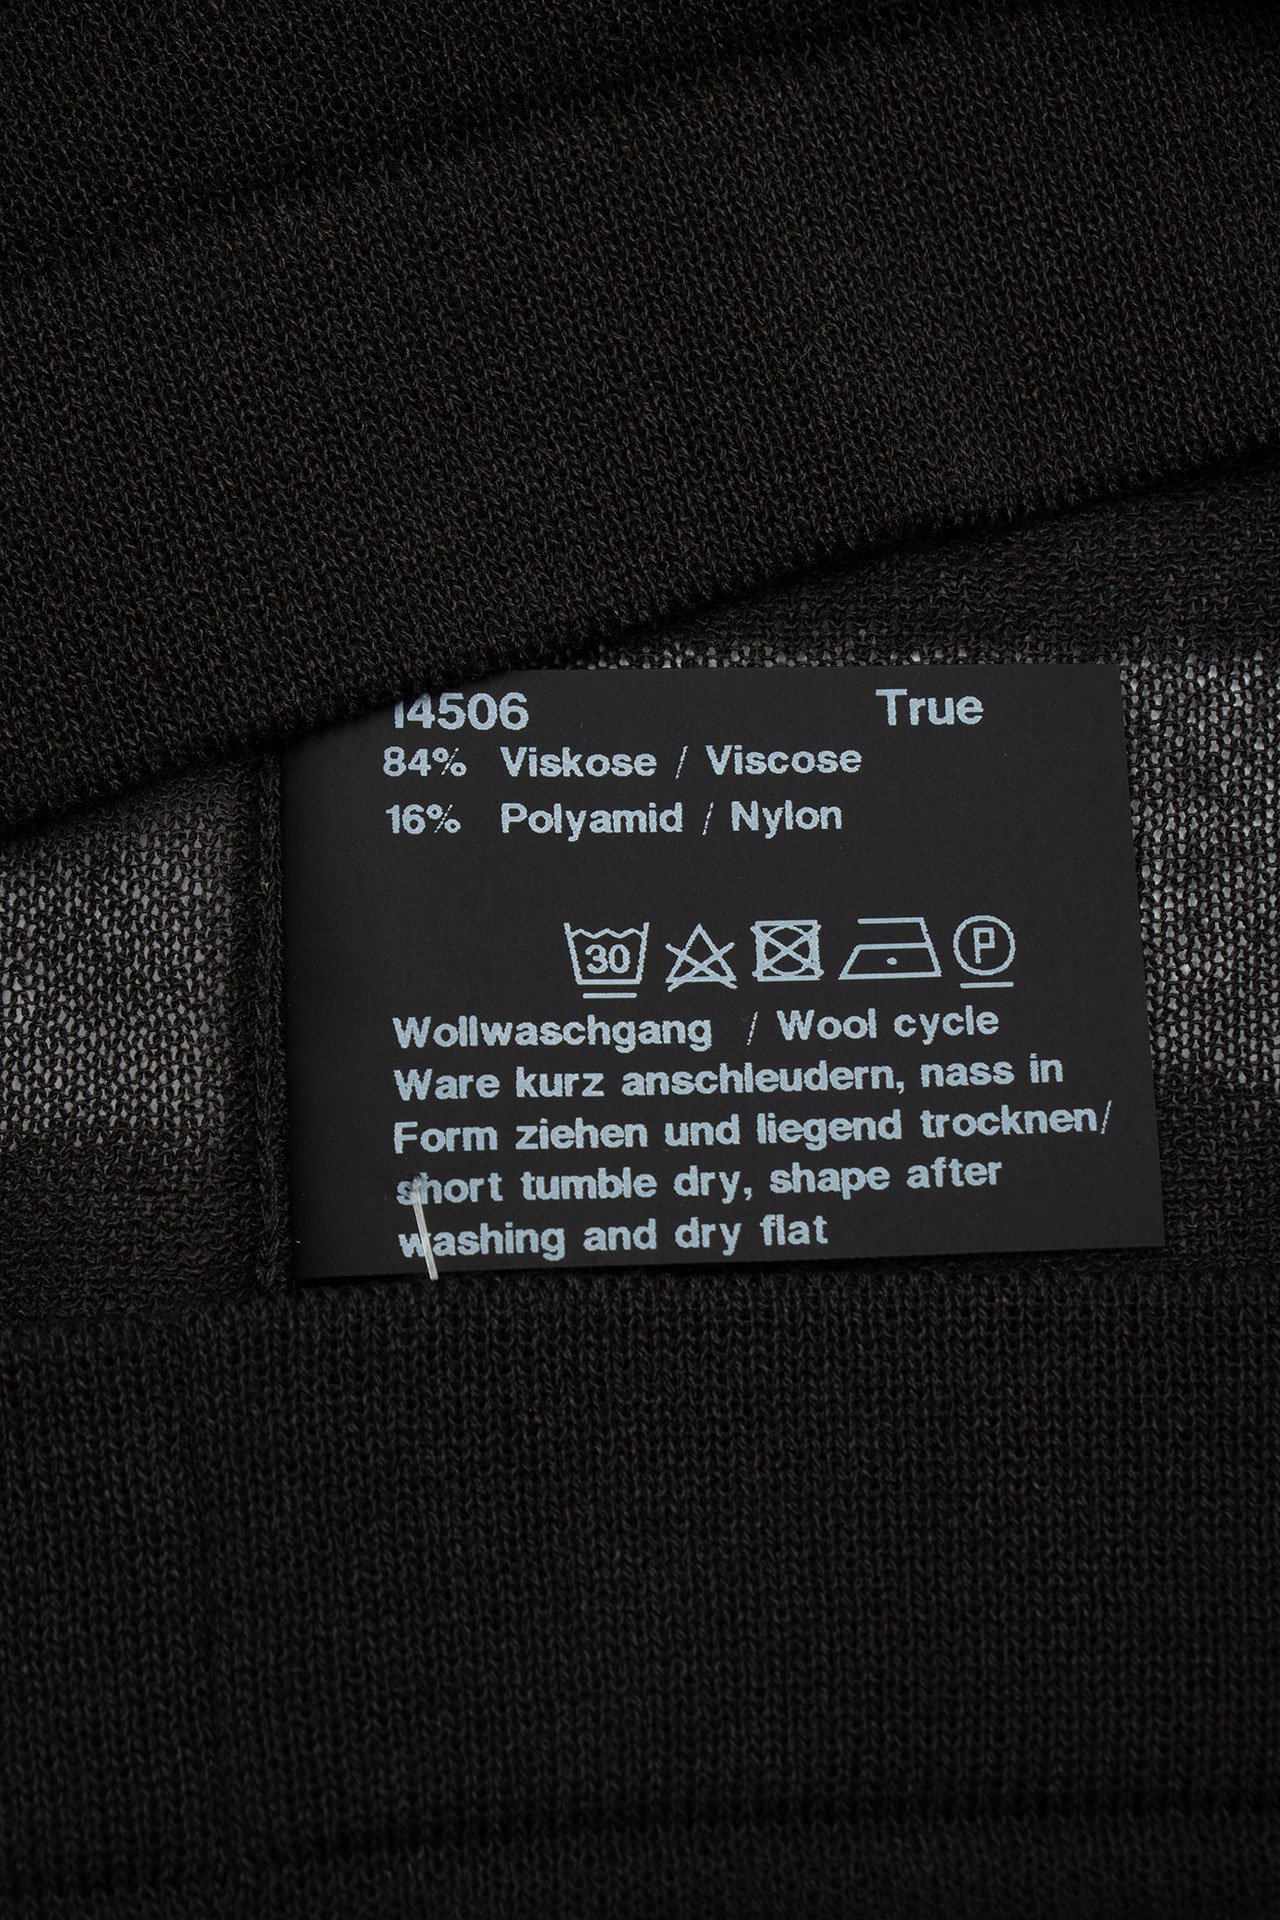 14506 True
84% Viskose / Viscose
16% Polyamid / Nylon
30 P
Wollwaschgang / Wool cycle
Ware kurz anschleudern, nass in
Form ziehen und liegend trocknen/
short tumble dry, shape after
washing and dry flat